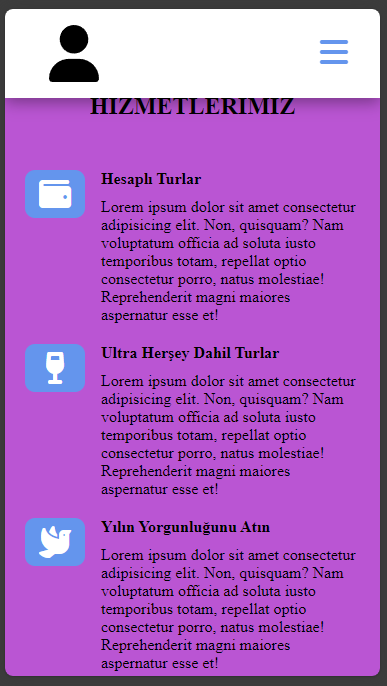 HİZMETLERİMİZ
Hesaplı Turlar
Lorem ipsum dolor sit amet consectetur
adipisicing elit. Non, quisquam? Nam
voluptatum officia ad soluta iusto
temporibus totam, repellat optio
consectetur porro, natus molestiae!
Reprehenderit magni maiores
aspernatur esse et!
Ultra Herşey Dahil Turlar
Lorem ipsum dolor sit amet consectetur
adipisicing elit. Non, quisquam? Nam
voluptatum officia ad soluta iusto
temporibus totam, repellat optio
consectetur porro, natus molestiae!
Reprehenderit magni maiores
aspernatur esse et!
Yılın Yorgunluğunu Atın
Lorem ipsum dolor sit amet consectetur
adipisicing elit. Non, quisquam? Nam
voluptatum officia ad soluta iusto
temporibus totam, repellat optio
consectetur porro, natus molestiae!
Reprehenderit magni maiores
aspernatur esse et!